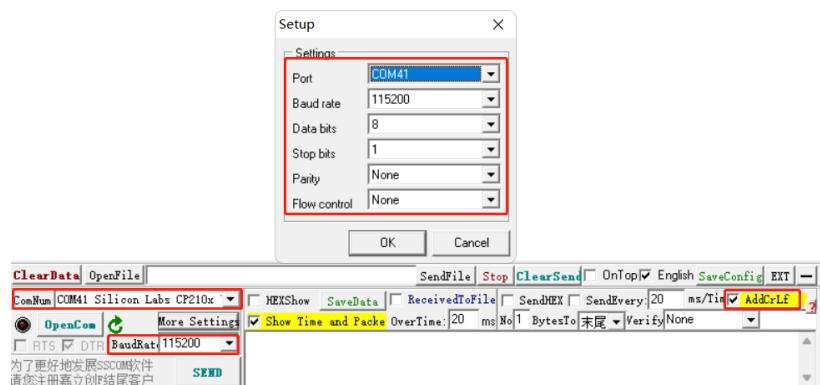 Setup
Settings
Port COM41
Baud rate 115200
Data bits 8
Stop bits 1
Parity None
Flow control None
OK Cancel
ClearData OpenFile SendFile Stop ClearSend OnTop English SaveConfig EXT —
ComNum COM41 Silicon Labs CP210x HEXShow SaveData ReceivedToFile SendHEX SendEvery: 20 ms/Tim AddCrLf
OpenCom More Settings Show Time and Packe OverTime: 20 ms No 1 BytesTo 末尾 Verify None ?
RTS DTR BaudRat 115200
为了更好地发展SSCOM软件
请您注册嘉立创F结尾客户 SEND